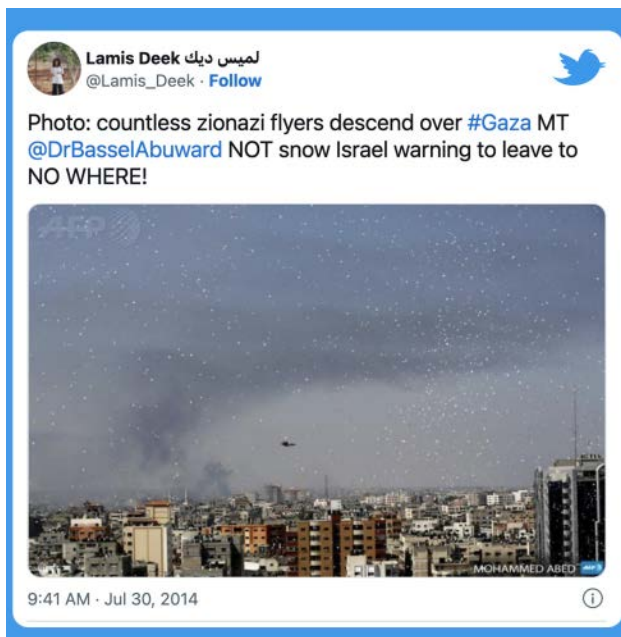 Lamis Deek لميس ديك
@Lamis_Deek · Follow
Photo: countless zionazi flyers descend over #Gaza MT
@DrBasselAbuward NOT snow Israel warning to leave to
NO WHERE!
AFP
MOHAMMED ABED AFP
9:41 AM · Jul 30, 2014